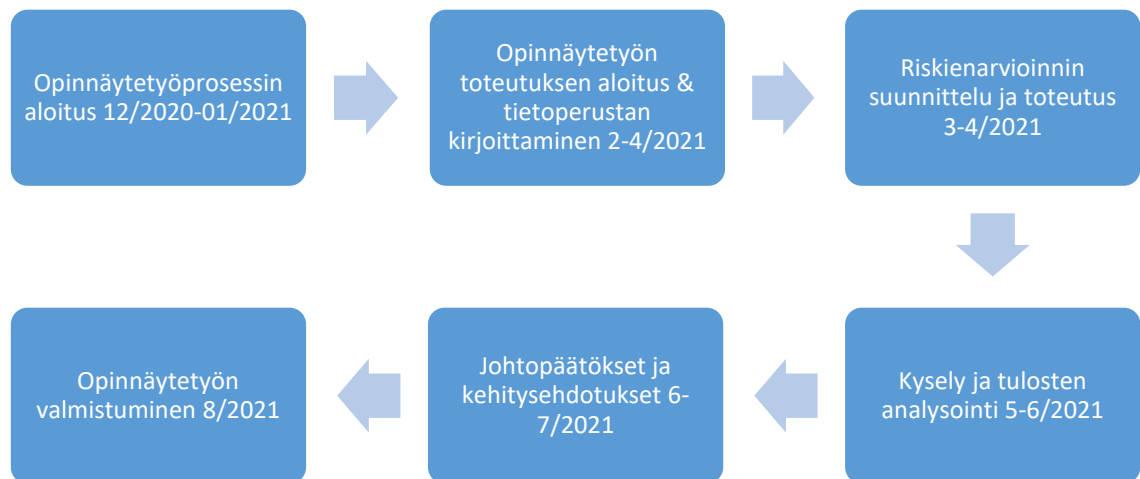 Opinnäytetyöprosessin
aloitus 12/2020-01/2021
Opinnäytetyön
toteutuksen aloitus &
tietoperustan
kirjoittaminen 2-4/2021
Riskienarvioinnin
suunnittelu ja toteutus
3-4/2021
Kysely ja tulosten
analysointi 5-6/2021
Johtopäätökset ja
kehitysehdotukset 6-
7/2021
Opinnäytetyön
valmistuminen 8/2021